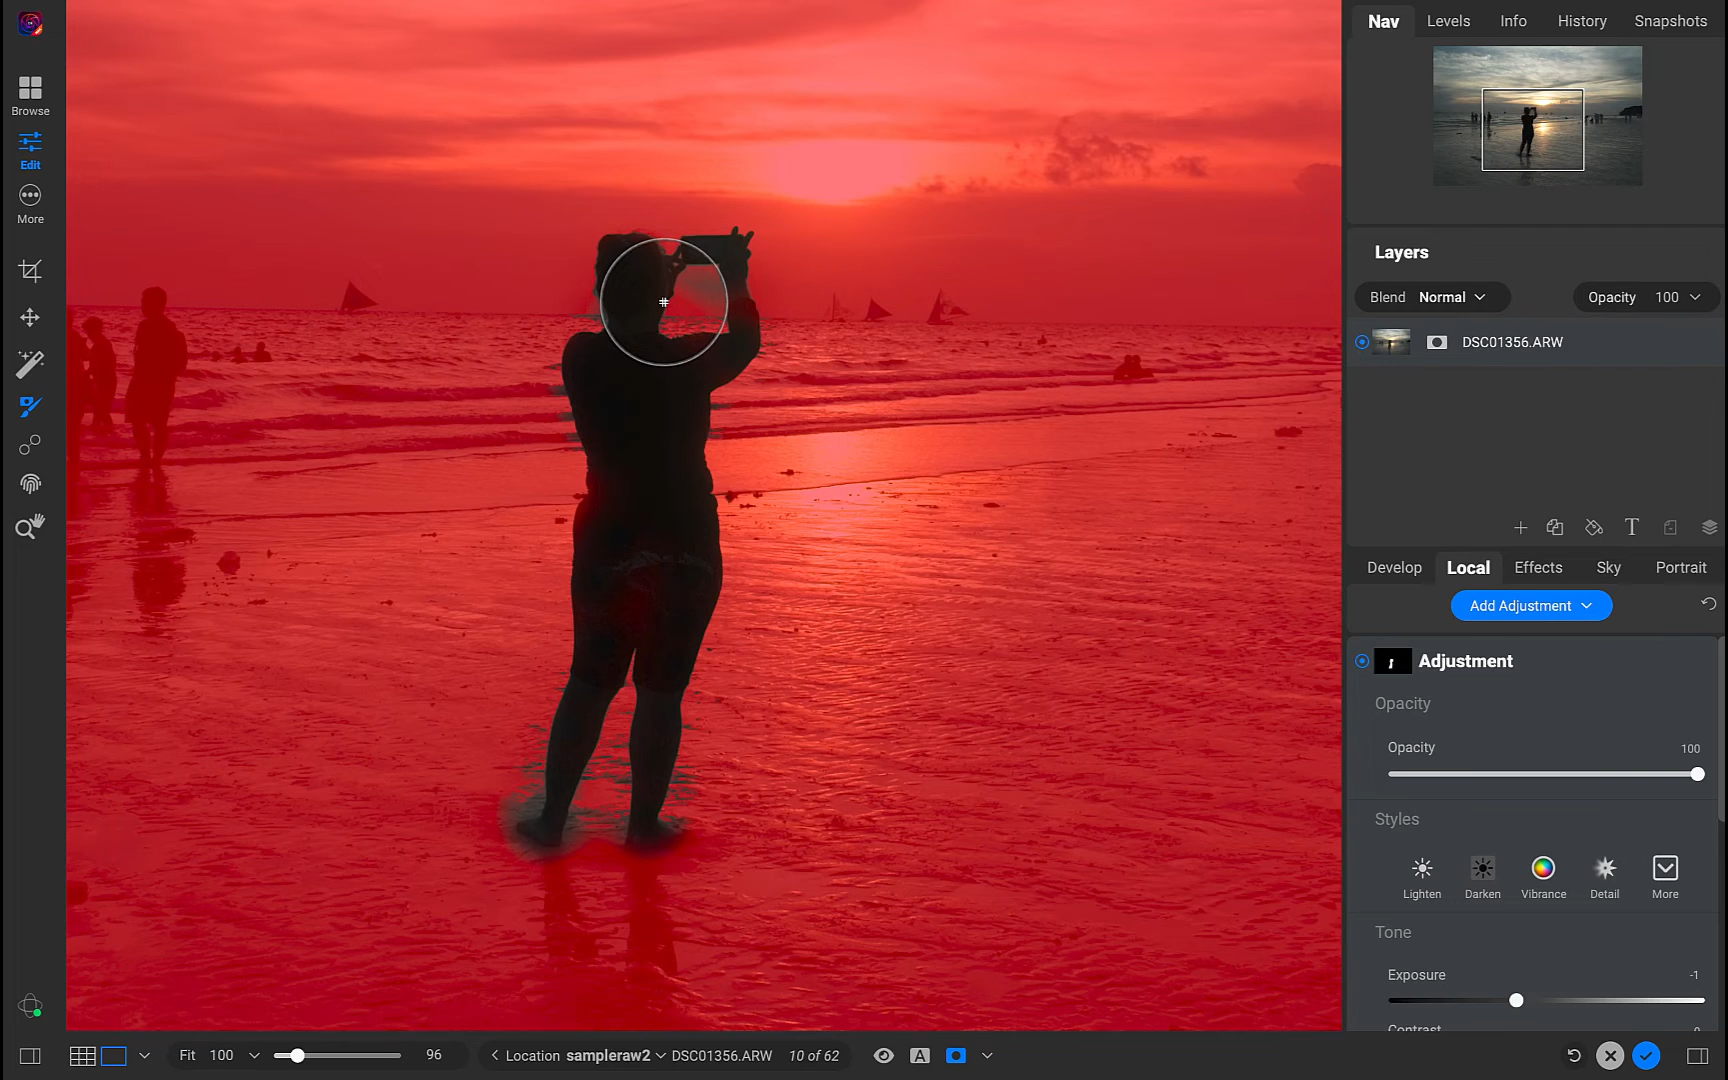 Nav Levels Info History Snapshots
Browse
Edit
More
Layers
Blend Normal Opacity 100
DSC01356.ARW
T
Develop Local Effects Sky Portrait
Add Adjustment
Adjustment
Opacity
Opacity 100
Styles
Lighten Darken Vibrance Detail More
Tone
Exposure -1
Contrast 0
Fit 100 96 Location sampleraw2 DSC01356.ARW 10 of 62 A